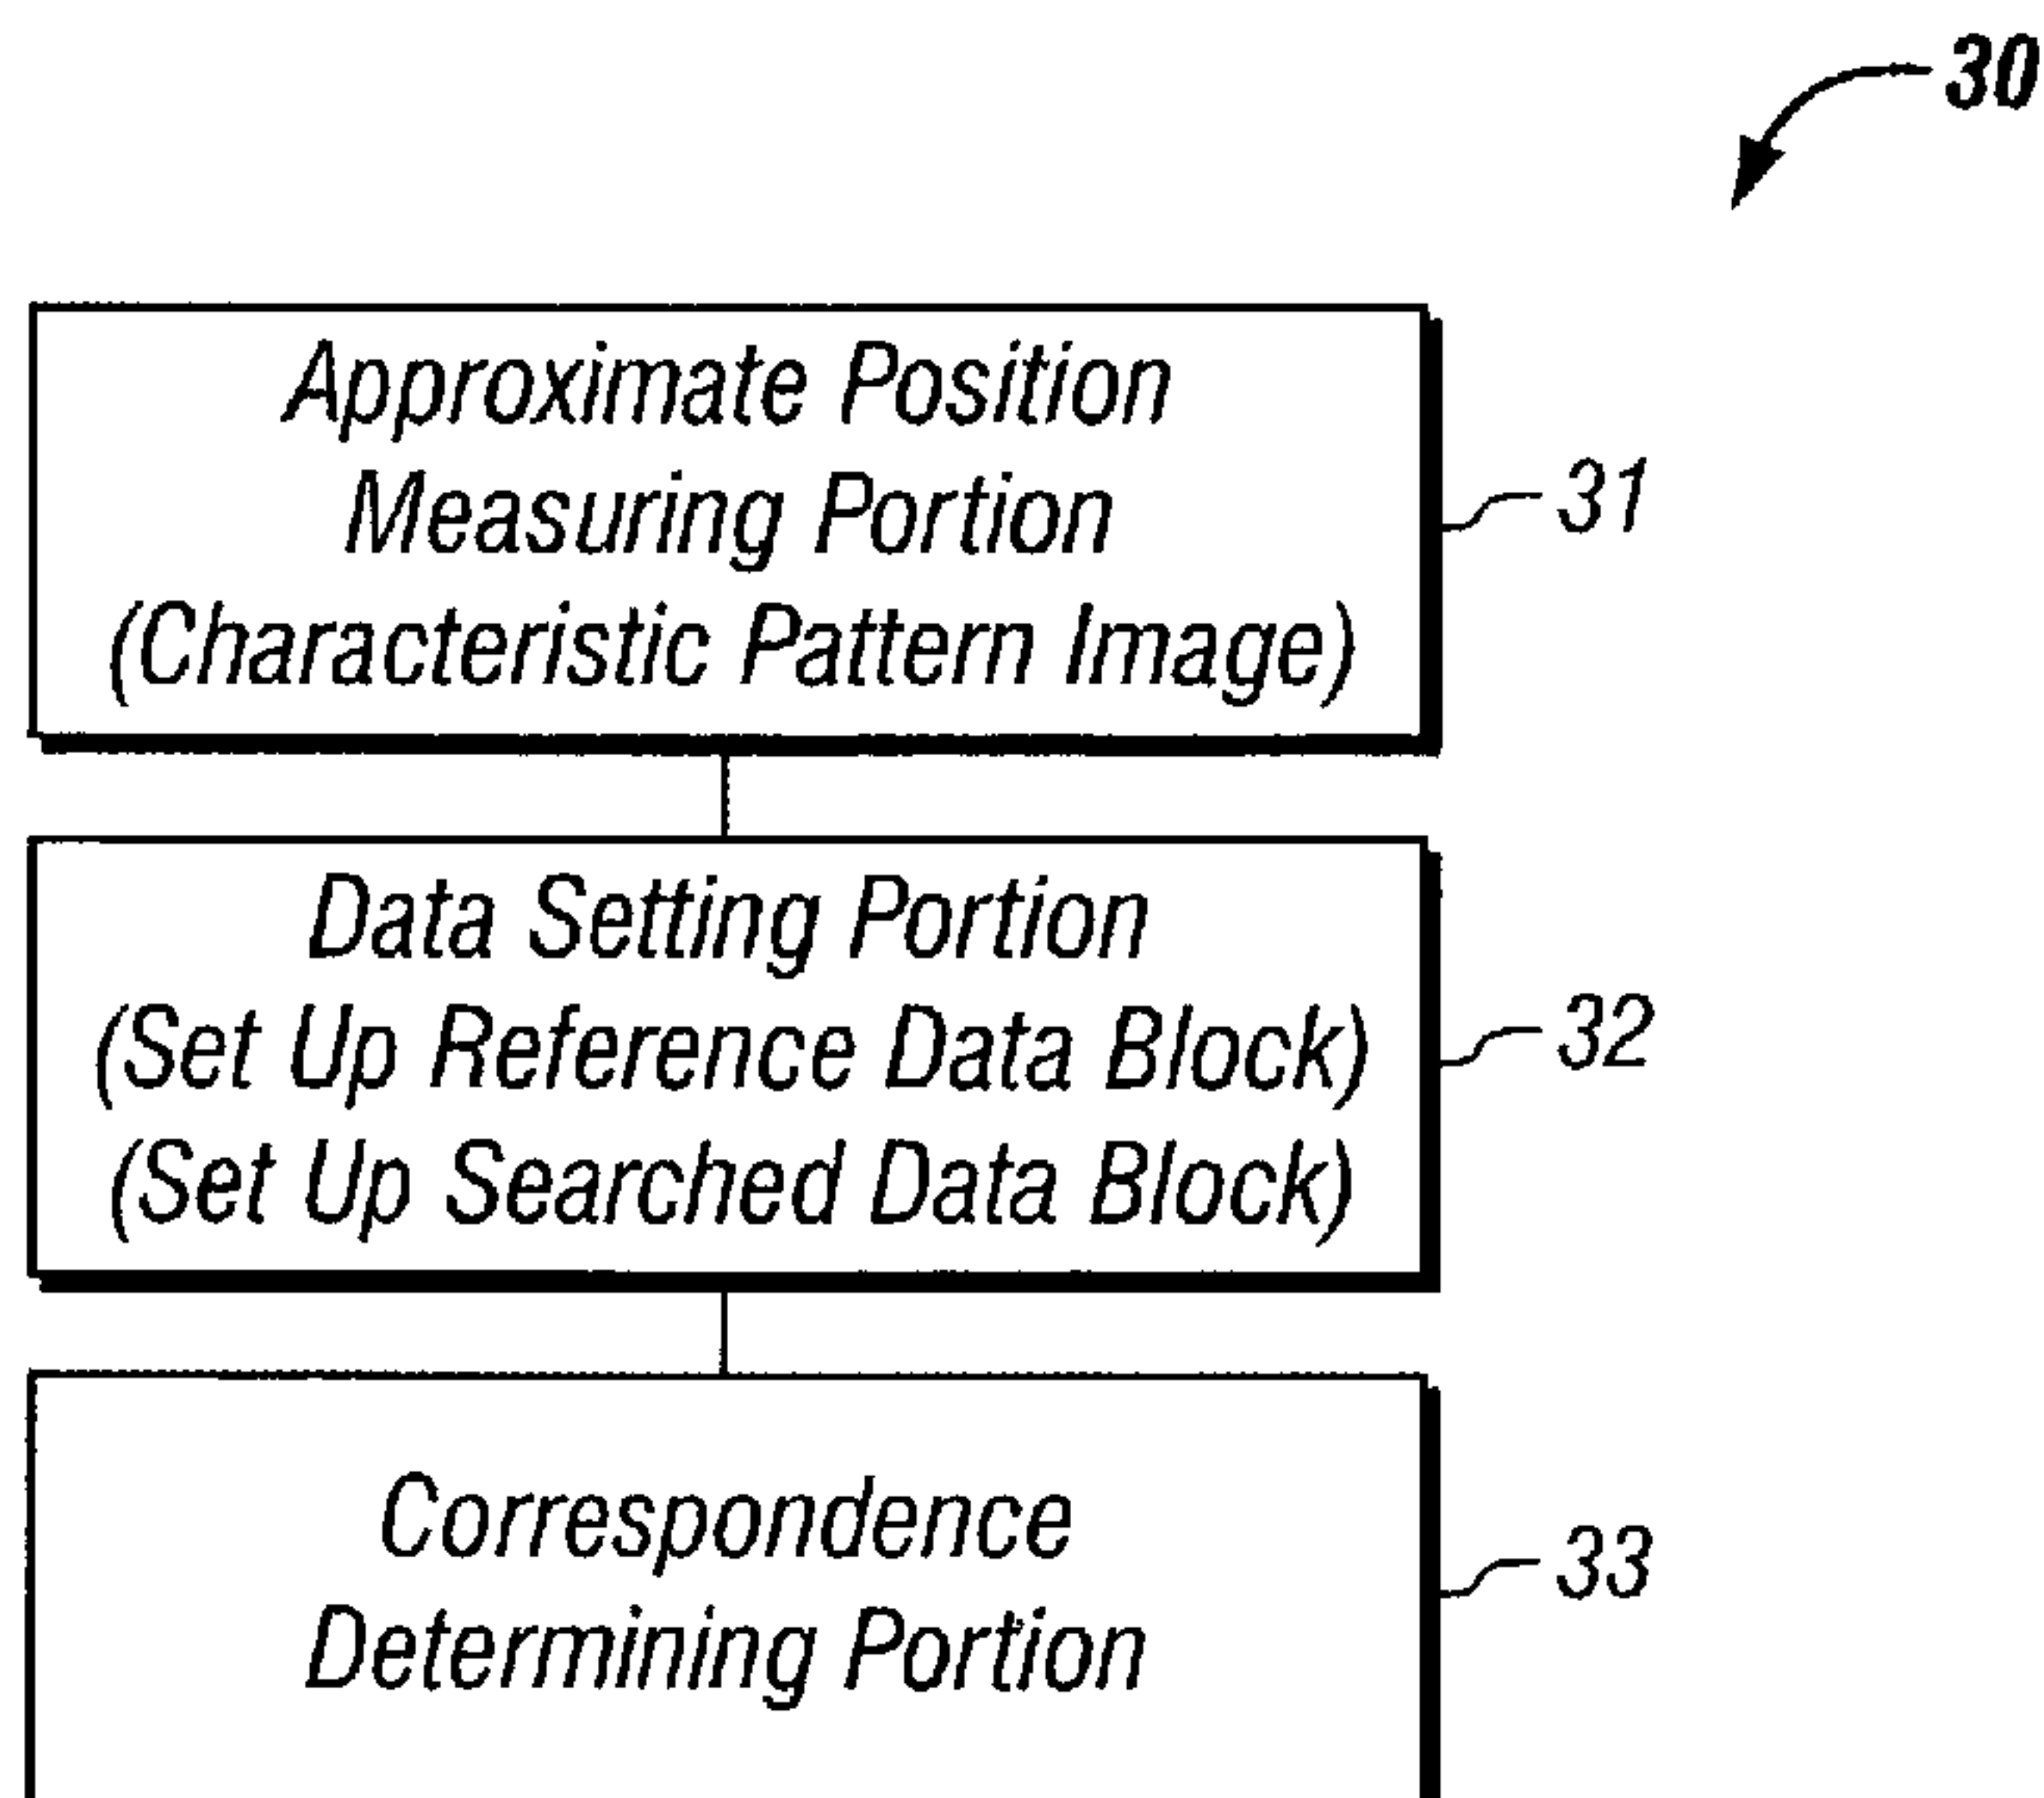 30
Approximate Position
Measuring Portion
(Characteristic Pattern Image)
31
Data Setting Portion
(Set Up Reference Data Block)
(Set Up Searched Data Block)
32
Correspondence
Determining Portion
33